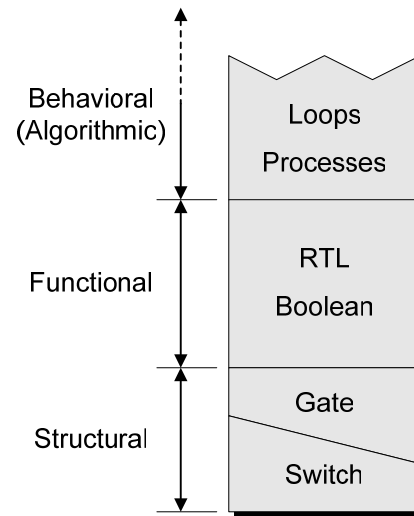 Behavioral
(Algorithmic)
Loops
Processes
Functional
RTL
Boolean
Structural
Gate
Switch